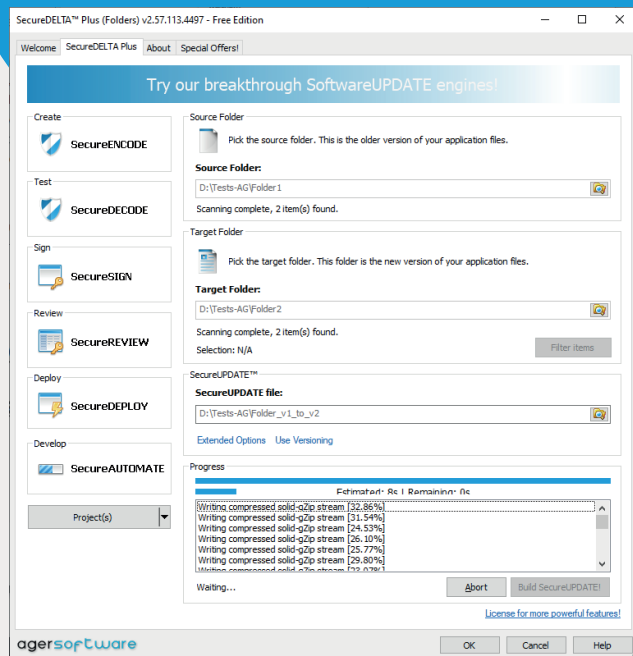 SecureDELTA™ Plus (Folders) v2.57.113.4497 - Free Edition
Welcome
SecureDELTA Plus
About
Special Offers!
Try our breakthrough SoftwareUPDATE engines!
Create
SecureENCODE
Test
SecureDECODE
Sign
SecureSIGN
Review
SecureREVIEW
Deploy
SecureDEPLOY
Develop
SecureAUTOMATE
Project(s)
Source Folder
Pick the source folder. This is the older version of your application files.
Source Folder:
D:\Tests-AG\Folder1
Scanning complete, 2 item(s) found.
Target Folder
Pick the target folder. This folder is the new version of your application files.
Target Folder:
D:\Tests-AG\Folder2
Scanning complete, 2 item(s) found.
Selection: N/A
Filter items
SecureUPDATE™
SecureUPDATE file:
D:\Tests-AG\Folder_v1_to_v2
Extended Options
Use Versioning
Progress
Estimated: 8s | Remaining: 0s
Writing compressed solid-gZip stream [32.86%]
Writing compressed solid-gZip stream [31.54%]
Writing compressed solid-gZip stream [24.53%]
Writing compressed solid-gZip stream [26.10%]
Writing compressed solid-gZip stream [25.77%]
Writing compressed solid-gZip stream [29.80%]
Writing compressed solid-gZip stream [23.07%]
Waiting...
Abort
Build SecureUPDATE!
License for more powerful features!
agersoftware
OK
Cancel
Help